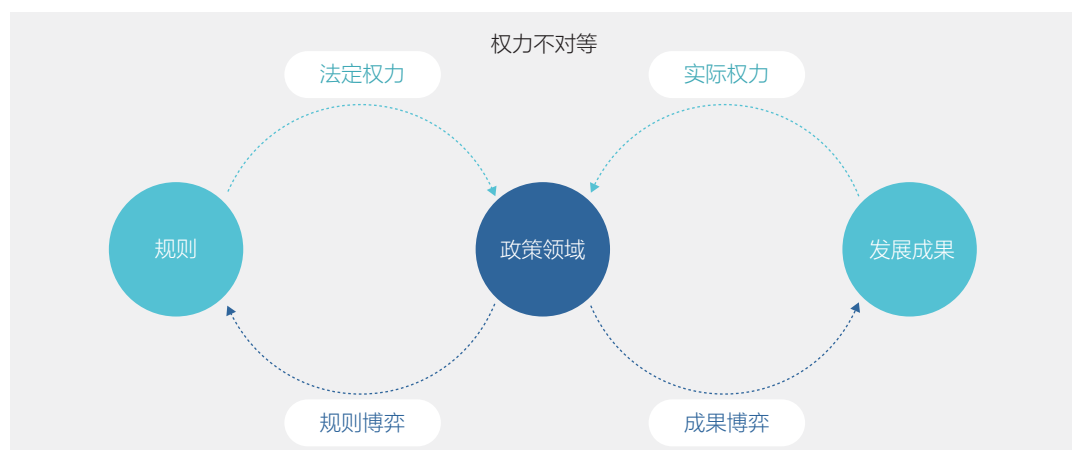 权力不对等
法定权力
实际权力
规则
政策领域
发展成果
规则博弈
成果博弈